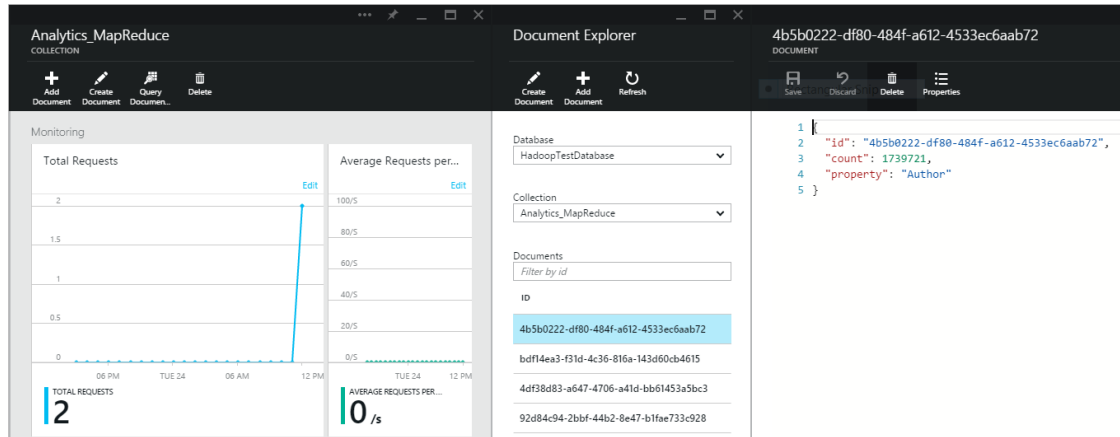 Analytics_MapReduce
COLLECTION
Add Document
Create Document
Query Documen...
Delete
Monitoring
Total Requests
Edit
2
1.5
1
0.5
0
06 PM TUE 24 06 AM 12 PM
TOTAL REQUESTS
2
Average Requests per...
Edit
100/S
80/S
60/S
40/S
20/S
0/S
TUE 24 12 PM
AVERAGE REQUESTS PER...
0 /s
Document Explorer
Create Document
Add Document
Refresh
Database
HadoopTestDatabase
Collection
Analytics_MapReduce
Documents
Filter by id
ID
4b5b0222-df80-484f-a612-4533ec6aab72
bdf14ea3-f31d-4c36-816a-143d60cb4615
4df38d83-a647-4706-a41d-bb61453a5bc3
92d84c94-2bbf-44b2-8e47-b1fae733c928
4b5b0222-df80-484f-a612-4533ec6aab72
DOCUMENT
Save
Discard
Delete
Properties
1 {
2 "id": "4b5b0222-df80-484f-a612-4533ec6aab72",
3 "count": 1739721,
4 "property": "Author"
5 }